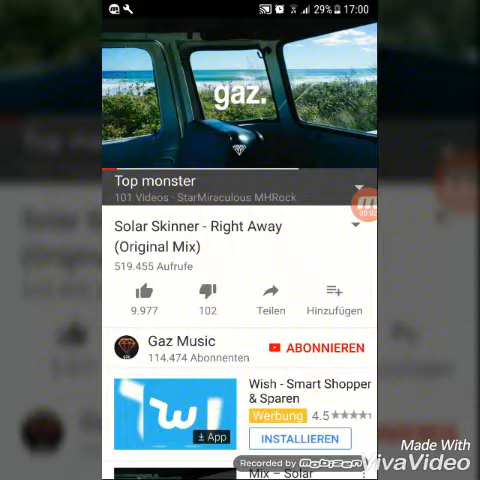 29% 17:00
gaz.
Top monster
101 Videos · StarMiraculous MHRock
00:03
Solar Skinner - Right Away
(Original Mix)
519.455 Aufrufe
9.977 102 Teilen Hinzufügen
Gaz Music
114.474 Abonnenten
ABONNIEREN
Wish - Smart Shopper
& Sparen
Werbung 4.5
App
INSTALLIEREN
Mix – Solar
Recorded by Mobizen
Made With
VivaVideo